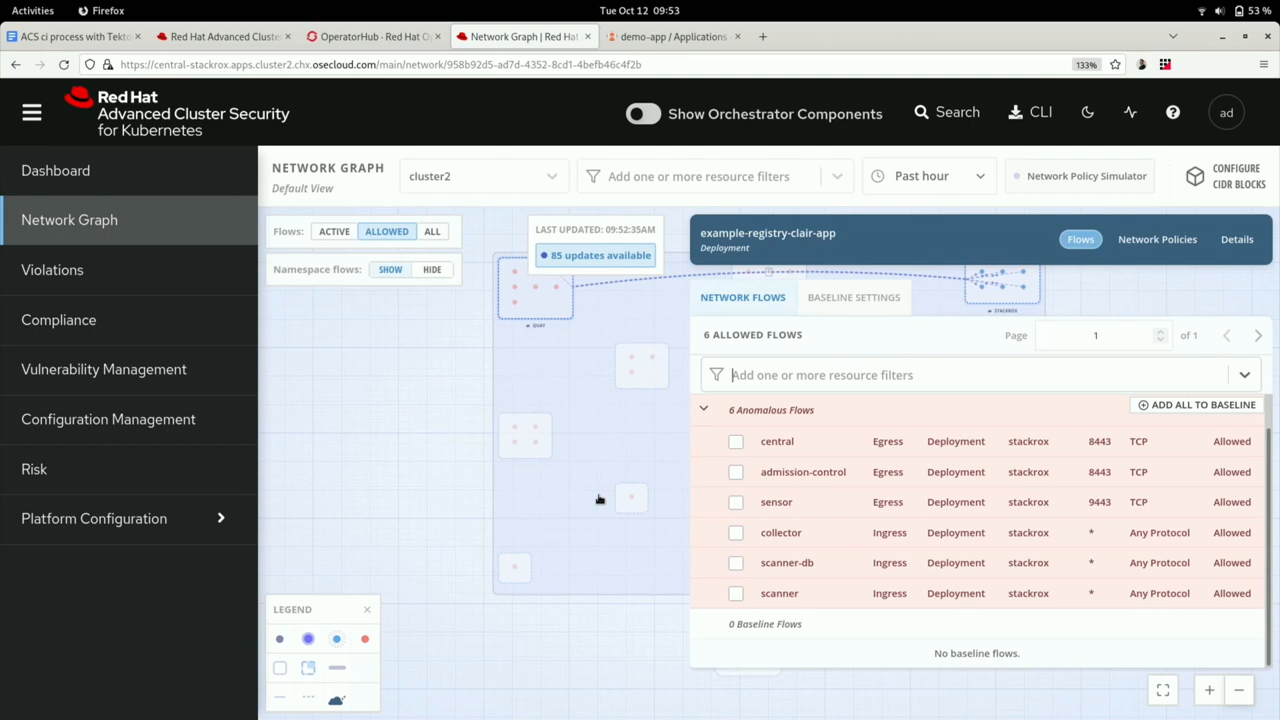 Activities
Firefox
Tue Oct 12 09:53
53 %
ACS ci process with Tekto
Red Hat Advanced Cluste
OperatorHub · Red Hat O
Network Graph | Red Hat
demo-app / Applications -
https://central-stackrox.apps.cluster2.chx.osecloud.com/main/network/958b92d5-ad7d-4352-8cd1-4befb46c4f2b
133%
Red Hat
Advanced Cluster Security
for Kubernetes
Show Orchestrator Components
Search
CLI
ad
Dashboard
Network Graph
Violations
Compliance
Vulnerability Management
Configuration Management
Risk
Platform Configuration
NETWORK GRAPH
Default View
cluster2
Add one or more resource filters
Past hour
Network Policy Simulator
CONFIGURE
CIDR BLOCKS
Flows: ACTIVE ALLOWED ALL
Namespace flows: SHOW HIDE
LAST UPDATED: 09:52:35AM
85 updates available
QUAY
STACKROX
example-registry-clair-app
Deployment
Flows
Network Policies
Details
NETWORK FLOWS
BASELINE SETTINGS
6 ALLOWED FLOWS
Page 1 of 1
Add one or more resource filters
6 Anomalous Flows
ADD ALL TO BASELINE
central Egress Deployment stackrox 8443 TCP Allowed
admission-control Egress Deployment stackrox 8443 TCP Allowed
sensor Egress Deployment stackrox 9443 TCP Allowed
collector Ingress Deployment stackrox * Any Protocol Allowed
scanner-db Ingress Deployment stackrox * Any Protocol Allowed
scanner Ingress Deployment stackrox * Any Protocol Allowed
0 Baseline Flows
No baseline flows.
LEGEND